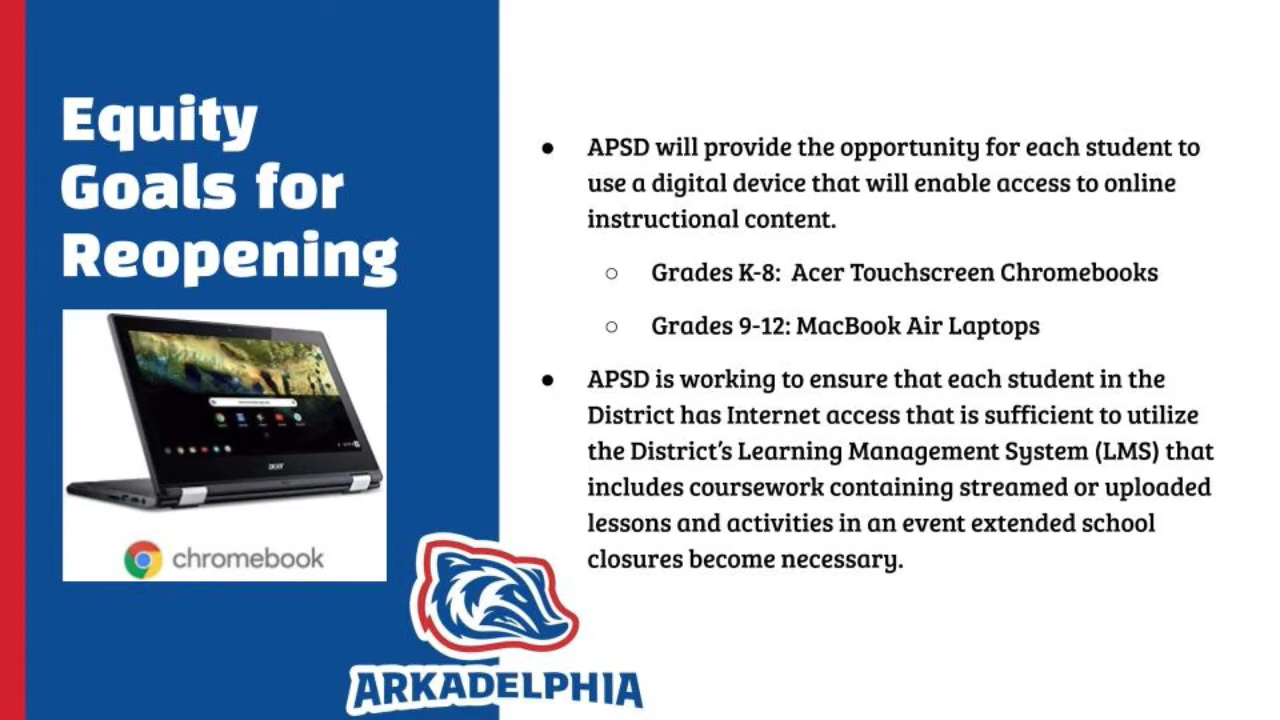 Equity
Goals for
Reopening
acer
chromebook
ARKADELPHIA
● APSD will provide the opportunity for each student to
use a digital device that will enable access to online
instructional content.
○ Grades K-8: Acer Touchscreen Chromebooks
○ Grades 9-12: MacBook Air Laptops
● APSD is working to ensure that each student in the
District has Internet access that is sufficient to utilize
the District's Learning Management System (LMS) that
includes coursework containing streamed or uploaded
lessons and activities in an event extended school
closures become necessary.